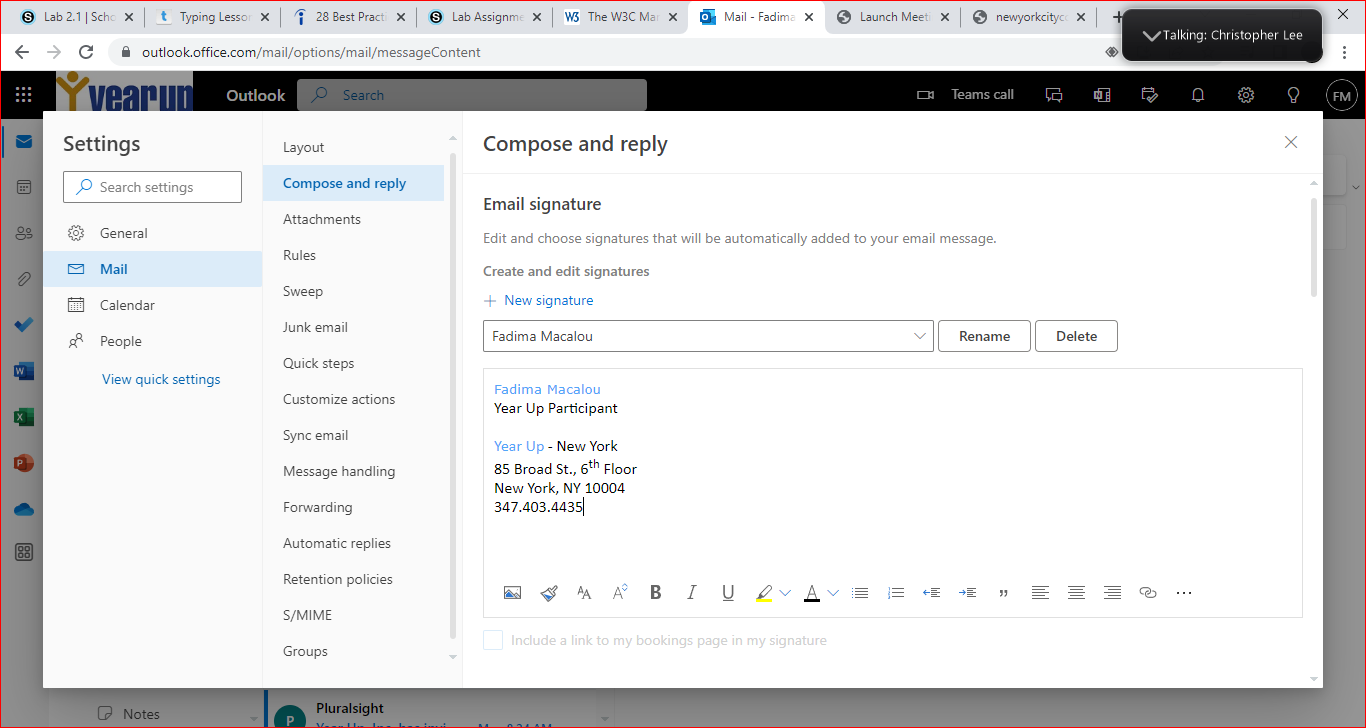 Lab 2.1 | Scho
Typing Lesson
28 Best Pract
Lab Assignme
W3 The W3C Mar
Mail - Fadima
Launch Meeti
newyorkcityco
Talking: Christopher Lee
outlook.office.com/mail/options/mail/messageContent
yearup
Outlook
Search
Teams call
FM
Settings
Search settings
General
Mail
Calendar
People
View quick settings
Layout
Compose and reply
Attachments
Rules
Sweep
Junk email
Quick steps
Customize actions
Sync email
Message handling
Forwarding
Automatic replies
Retention policies
S/MIME
Groups
Compose and reply
Email signature
Edit and choose signatures that will be automatically added to your email message.
Create and edit signatures
New signature
Fadima Macalou
Rename
Delete
Fadima Macalou
Year Up Participant
Year Up - New York
85 Broad St., 6th Floor
New York, NY 10004
347.403.4435
Include a link to my bookings page in my signature
Notes
P
Pluralsight